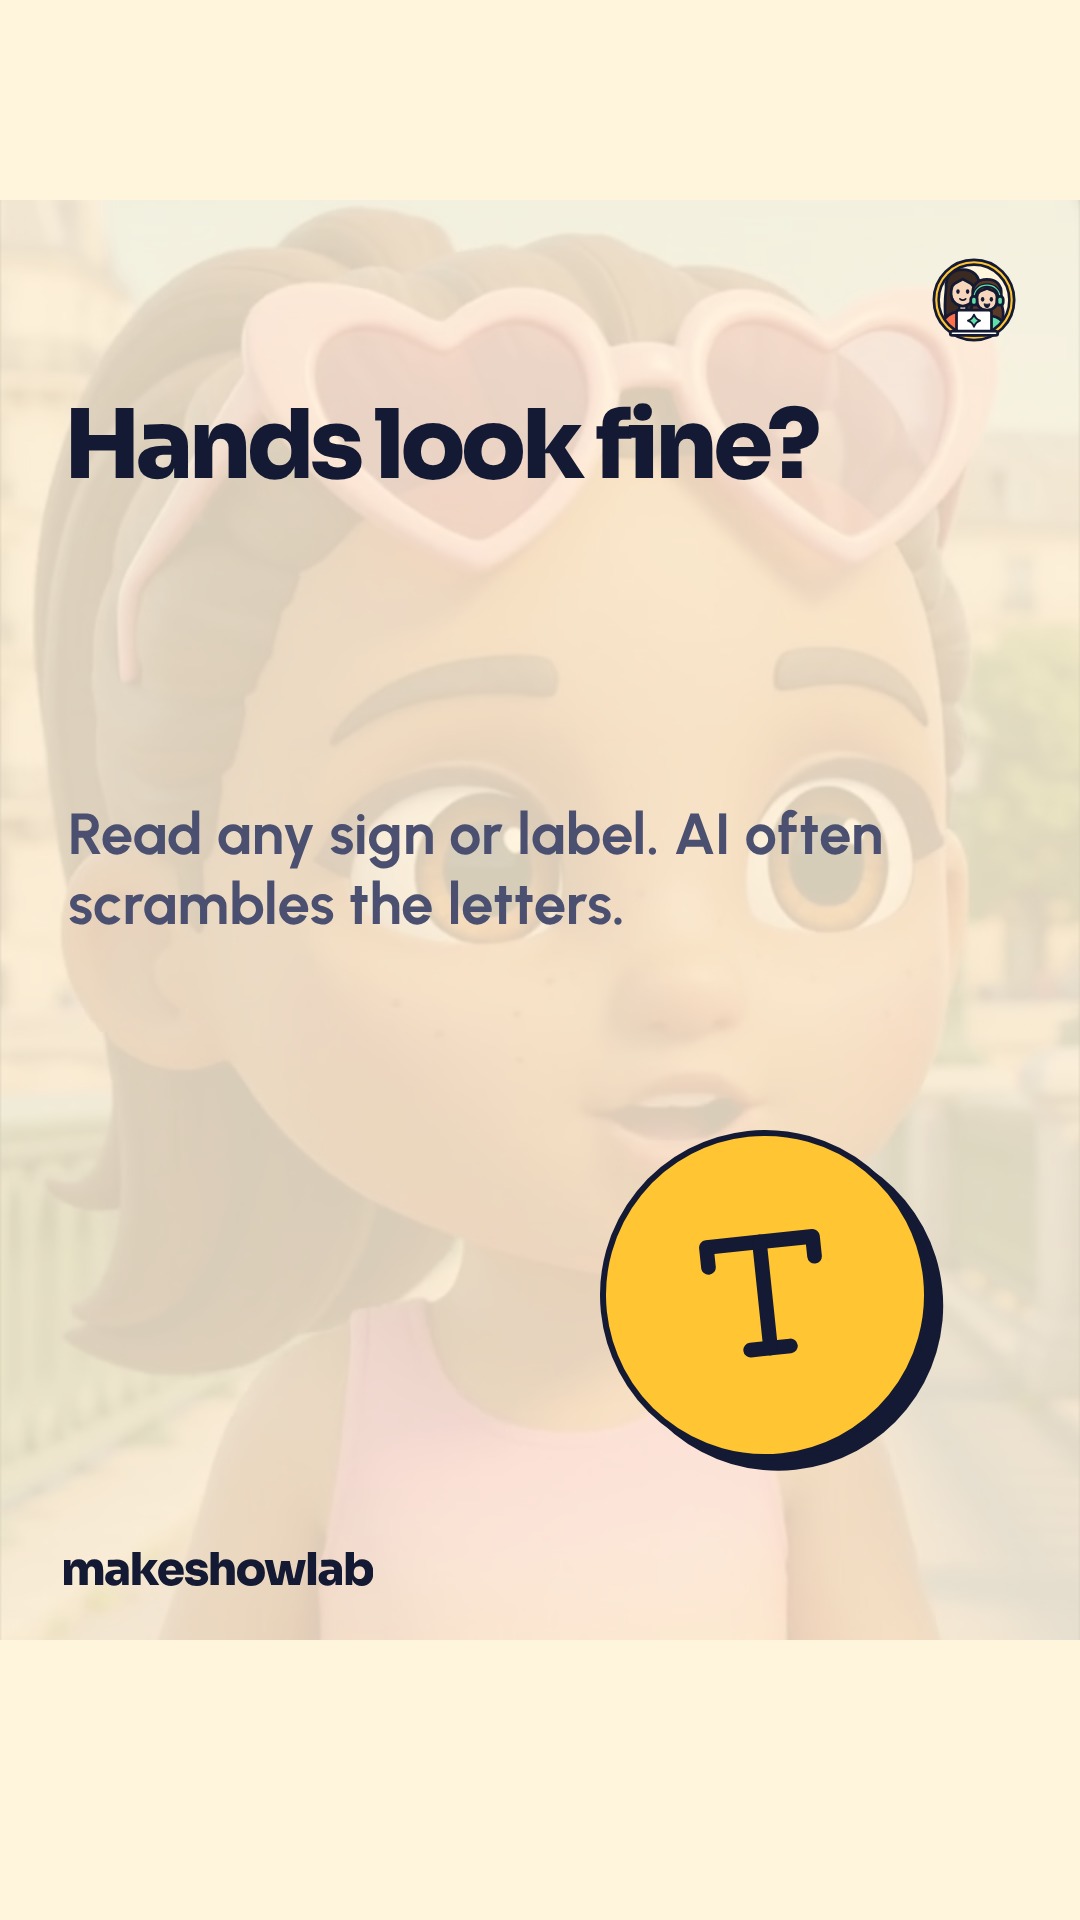 Hands look fine?
Read any sign or label. AI often
scrambles the letters.
T
makeshowlab